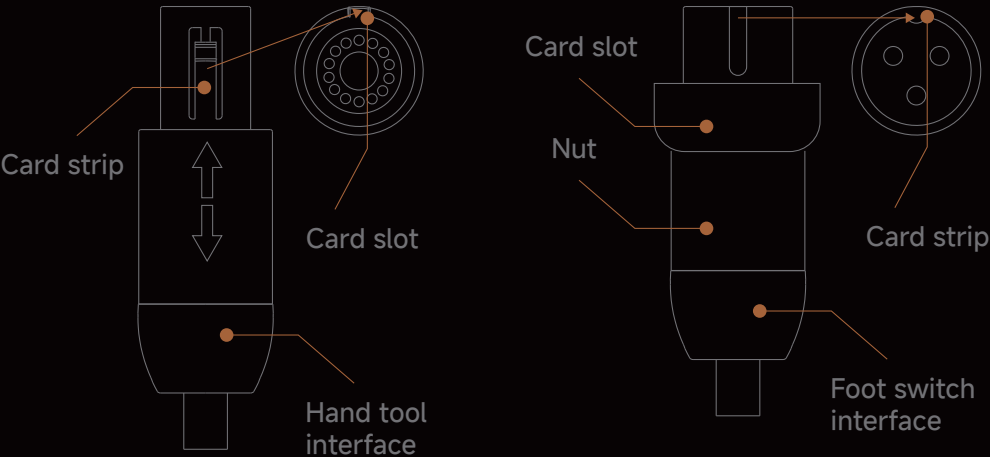 Card strip
Card slot
Hand tool
interface
Card slot
Nut
Card strip
Foot switch
interface